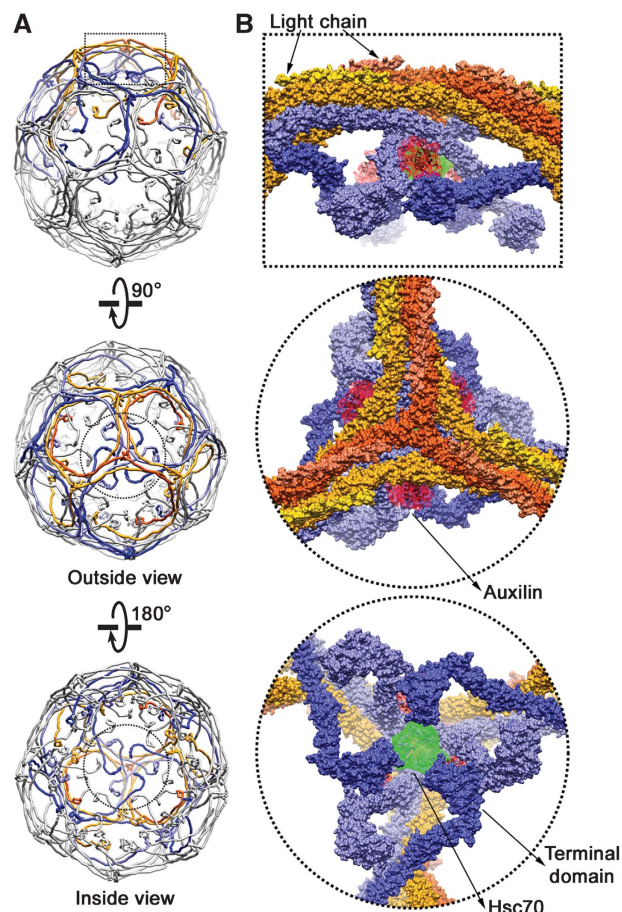 A
B
Light chain
90°
Outside view
Auxilin
180°
Inside view
Terminal
domain
Hsc70